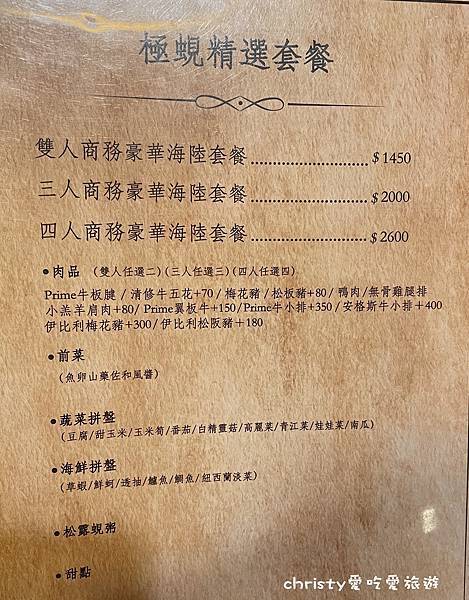 極蜆精選套餐
雙人商務豪華海陸套餐....................$1450
三人商務豪華海陸套餐....................$2000
四人商務豪華海陸套餐....................$2600
•肉品 （雙人任選二）（三人任選三）（四人任選四）
Prime牛板腱 / 清修牛五花+70 / 梅花豬 / 松板豬+80 / 鴨肉/無骨雞腿排
小羔羊肩肉+80/ Prime翼板牛+150/Prime牛小排+350/安格斯牛小排+400
伊比利梅花豬+300/伊比利松阪豬+180
•前菜
（魚卵山藥佐和風醬）
•蔬菜拼盤
（豆腐/甜玉米/玉米筍/番茄/白精靈菇/高麗菜/青江菜/娃娃菜/南瓜）
•海鮮拼盤
（草蝦/鮮蚵/透抽/鱸魚/鯛魚/紐西蘭淡菜）
•松露蜆粥
•甜點
christy愛吃愛旅遊